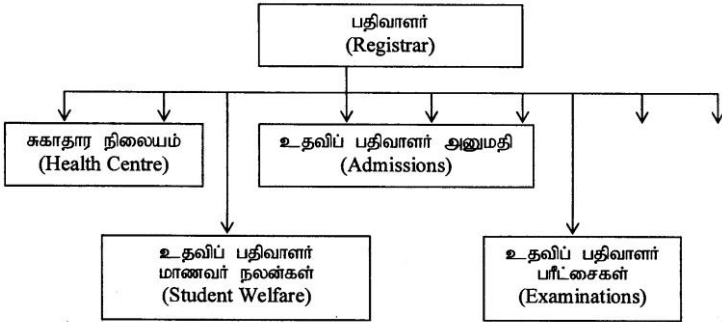 பதிவாளர்
(Registrar)
சுகாதார நிலையம்
(Health Centre)
உதவிப் பதிவாளர் அனுமதி
(Admissions)
உதவிப் பதிவாளர்
மாணவர் நலன்கள்
(Student Welfare)
உதவிப் பதிவாளர்
பரீட்சைகள்
(Examinations)